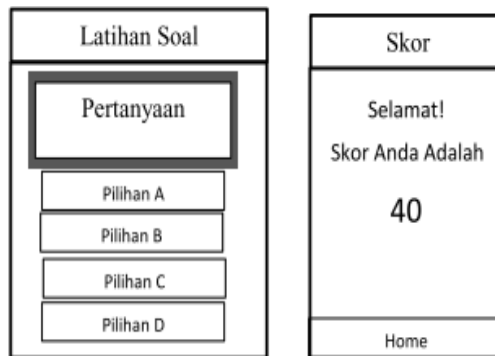 Latihan Soal
Pertanyaan
Pilihan A
Pilihan B
Pilihan C
Pilihan D
Skor
Selamat!
Skor Anda Adalah
40
Home